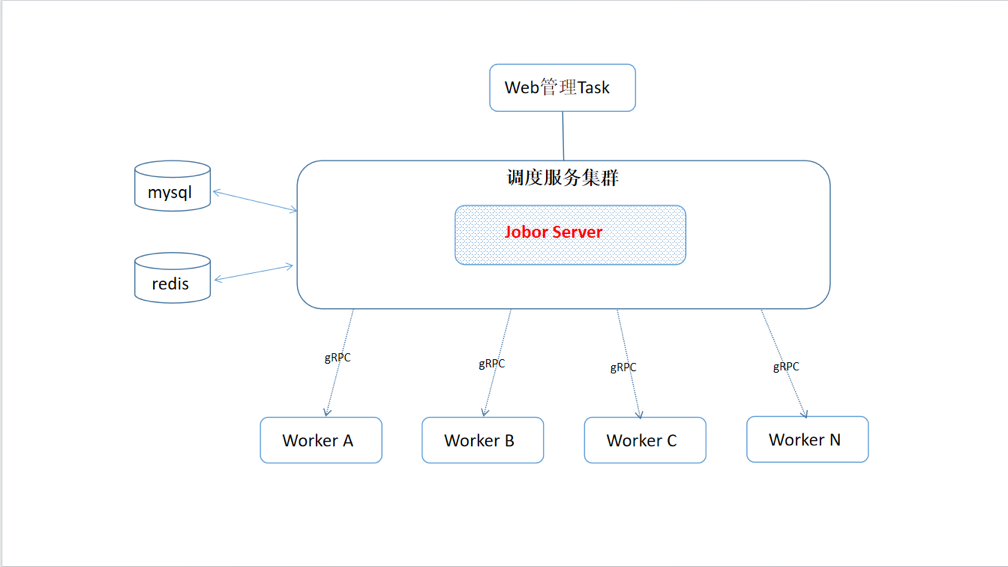 Web管理Task
调度服务集群
mysql
Jobor Server
redis
gRPC
gRPC
gRPC
gRPC
Worker A
Worker B
Worker C
Worker N